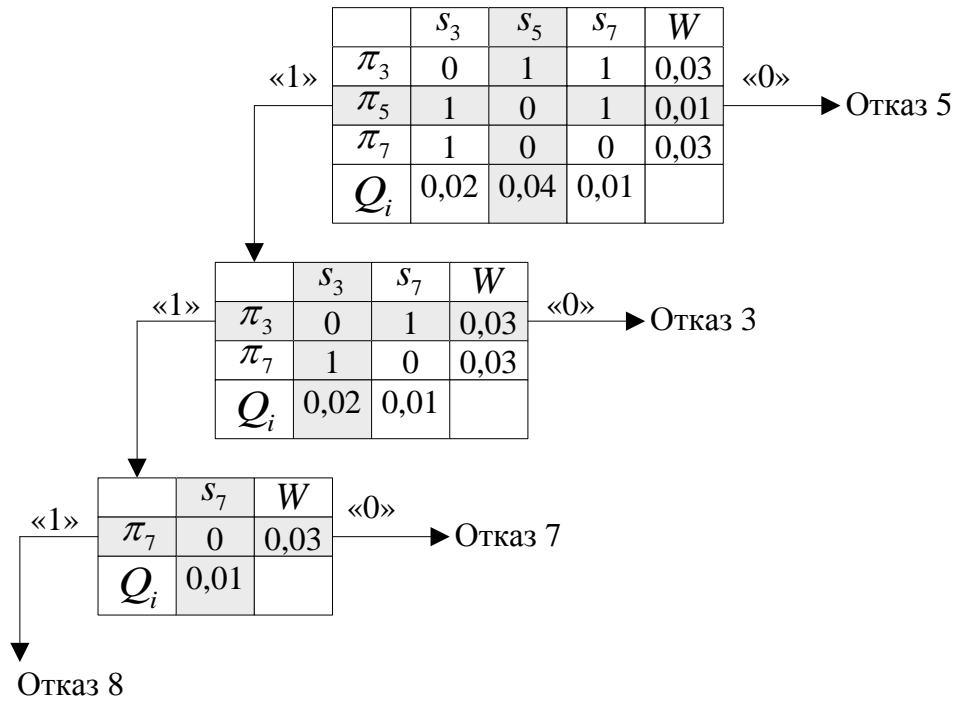 s₃ s₅ s₇ W
«1» π₃ 0 1 1 0,03 «0»
π₅ 1 0 1 0,01 Отказ 5
π₇ 1 0 0 0,03
Qᵢ 0,02 0,04 0,01
s₃ s₇ W
«1» π₃ 0 1 0,03 «0» Отказ 3
π₇ 1 0 0,03
Qᵢ 0,02 0,01
s₇ W
«1» π₇ 0 0,03 «0» Отказ 7
Qᵢ 0,01
Отказ 8